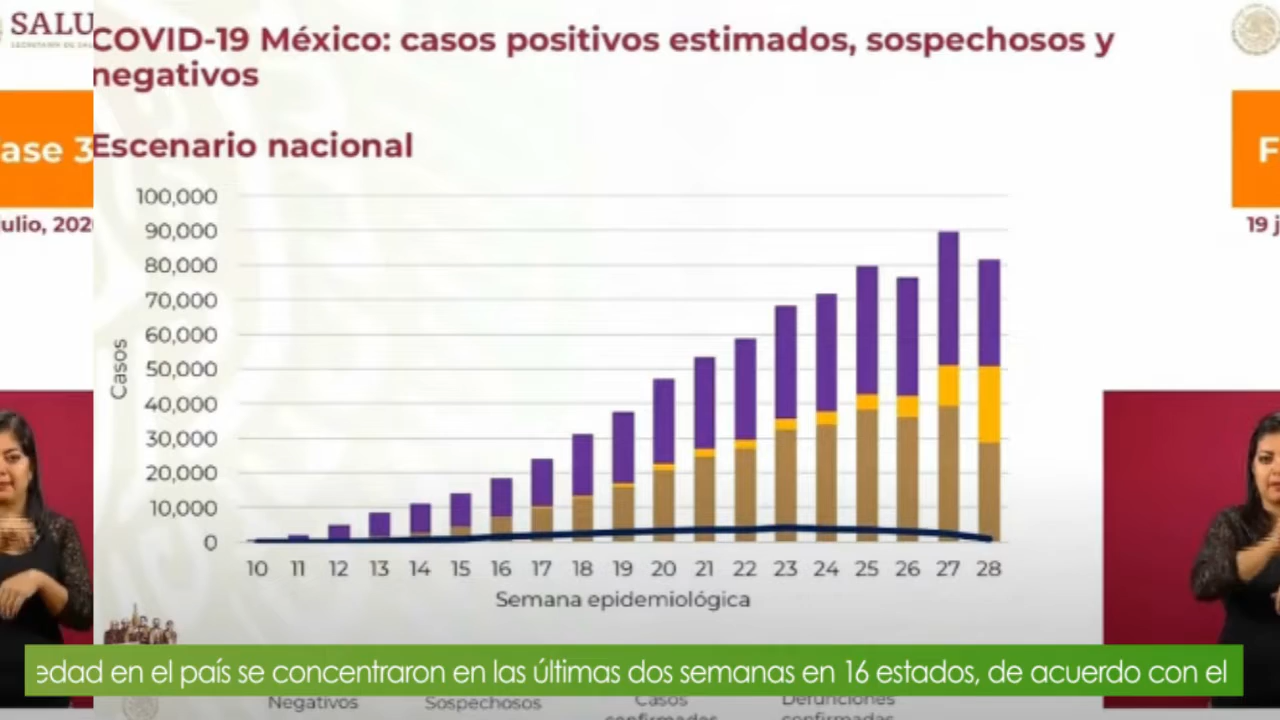 SALU
COVID-19 México: casos positivos estimados, sospechosos y
negativos
ase 3
Escenario nacional
F
ulio, 202
19 j
100,000
90,000
80,000
70,000
60,000
50,000
40,000
30,000
20,000
10,000
0
Casos
10 11 12 13 14 15 16 17 18 19 20 21 22 23 24 25 26 27 28
Semana epidemiológica
edad en el país se concentraron en las últimas dos semanas en 16 estados, de acuerdo con el
Negativos Sospechosos Casos Defunciones
confirmadas confirmadas